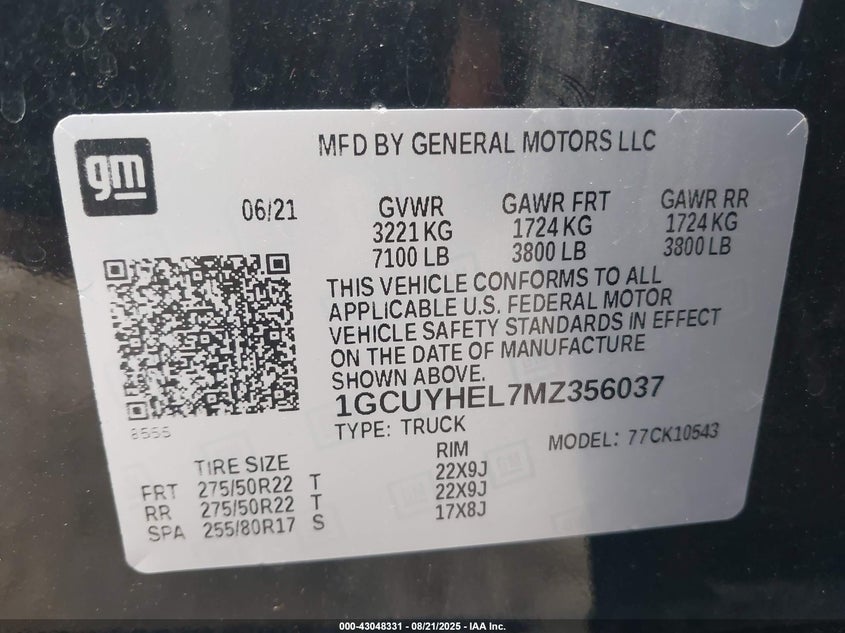 gm
MFD BY GENERAL MOTORS LLC
06/21
GVWR GAWR FRT GAWR RR
3221 KG 1724 KG 1724 KG
7100 LB 3800 LB 3800 LB
THIS VEHICLE CONFORMS TO ALL
APPLICABLE U.S. FEDERAL MOTOR
VEHICLE SAFETY STANDARDS IN EFFECT
ON THE DATE OF MANUFACTURE
SHOWN ABOVE.
1GCUYHEL7MZ356037
8555
TYPE: TRUCK MODEL: 77CK10543
TIRE SIZE RIM
FRT 275/50R22 T 22X9J
RR 275/50R22 T 22X9J
SPA 255/80R17 S 17X8J
000-43048331 - 08/21/2025 - IAA Inc.